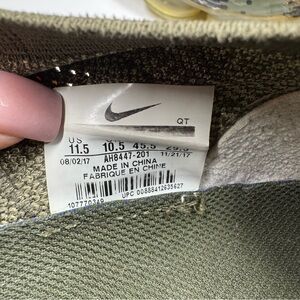 QT
US
11.5 10.5 45.5 29.5
08/02/17 AH8447-201 11/21/17
MADE IN CHINA
FABRIQUE EN CHINE
107770349 UPC 00888412635627